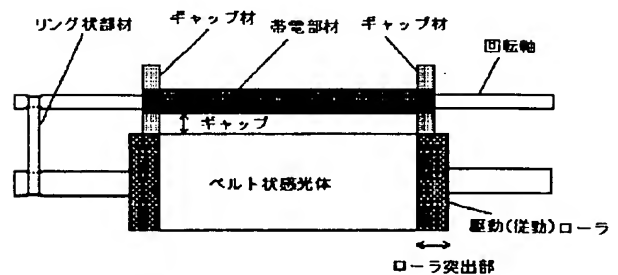 リング状部材
ギャップ材
帯電部材
ギャップ材
回転軸
ギャップ
ベルト状感光体
駆動(従動)ローラ
ローラ突出部